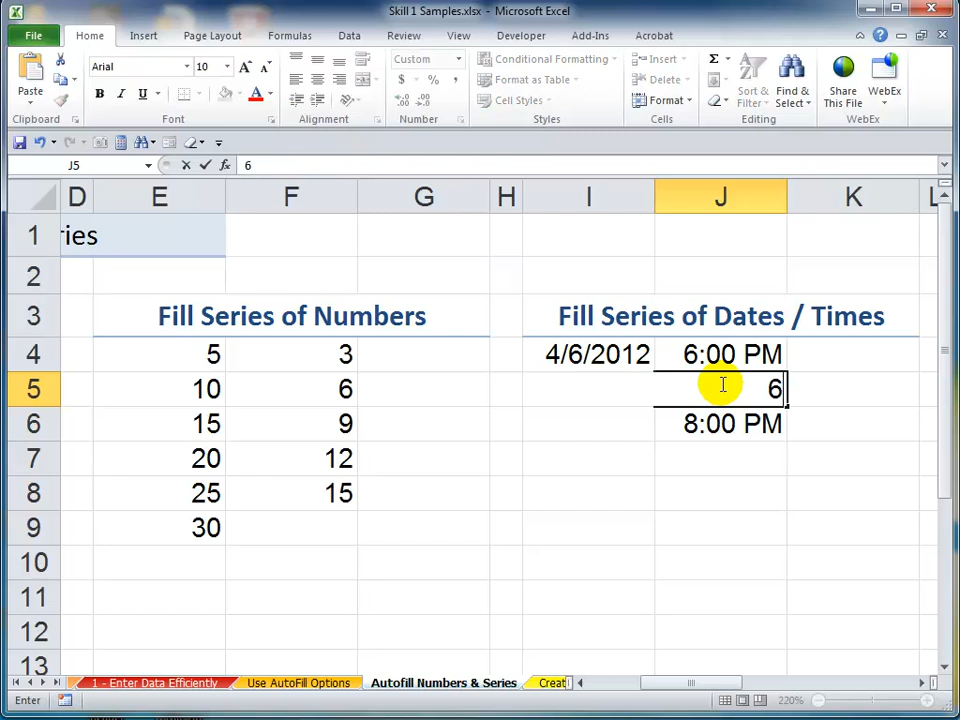 Skill 1 Samples.xlsx - Microsoft Excel
File Home Insert Page Layout Formulas Data Review View Developer Add-Ins Acrobat
Paste Arial 10 A A Custom Conditional Formatting Insert Σ
B I U A $ % , Format as Table Delete Sort & Filter Find & Select Share This File WebEx
Cell Styles Format
Clipboard Font Alignment Number Styles Cells Editing WebEx
J5 fx 6
D E F G H I J K L
1 ries
2
3 Fill Series of Numbers Fill Series of Dates / Times
4 5 3 4/6/2012 6:00 PM
5 10 6 6
6 15 9 8:00 PM
7 20 12
8 25 15
9 30
10
11
12
13
1 - Enter Data Efficiently Use AutoFill Options Autofill Numbers & Series Creat
Enter 220%